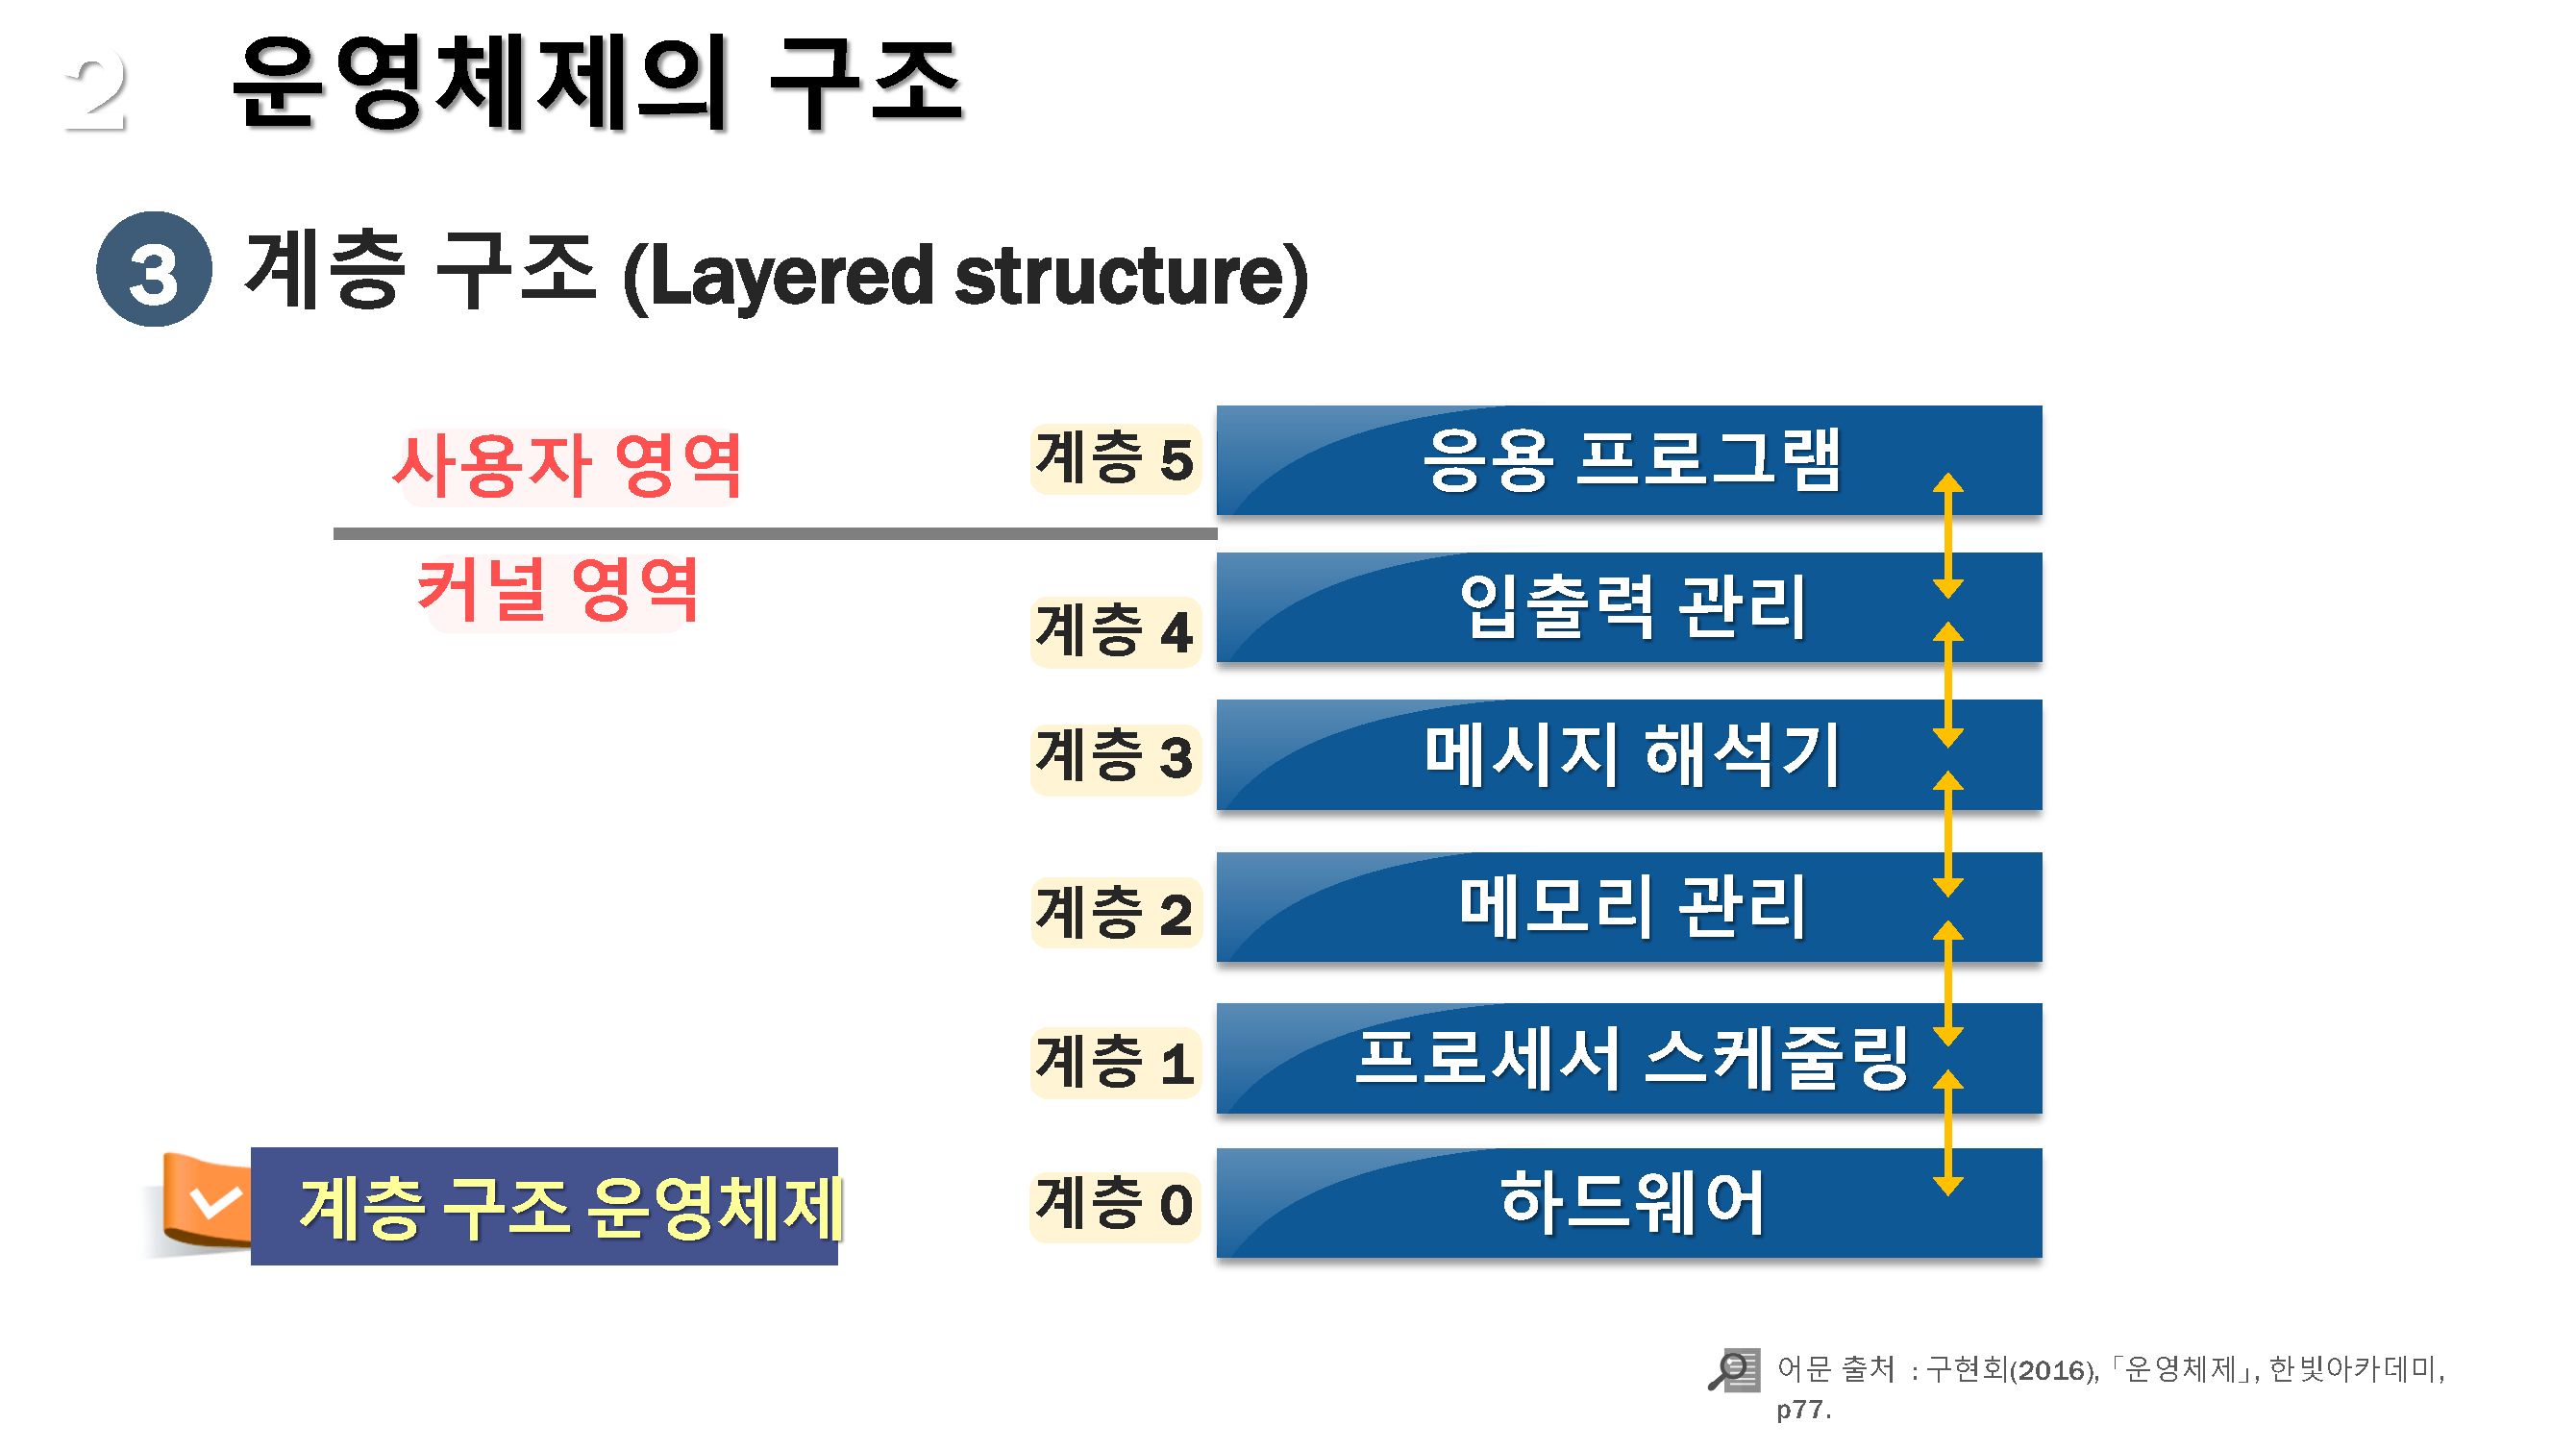 2 운영체제의 구조
3 계층 구조 (Layered structure)
사용자 영역
커널 영역
계층 5 응용 프로그램
계층 4 입출력 관리
계층 3 메시지 해석기
계층 2 메모리 관리
계층 1 프로세서 스케줄링
계층 0 하드웨어
계층 구조 운영체제
어문 출처 : 구현회(2016), 「운영체제」, 한빛아카데미,
p77.